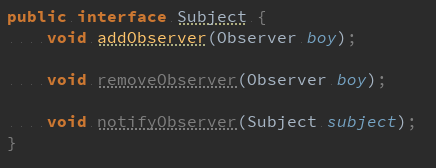 public interface Subject {
void addObserver(Observer boy);
void removeObserver(Observer boy);
void notifyObserver(Subject subject);
}